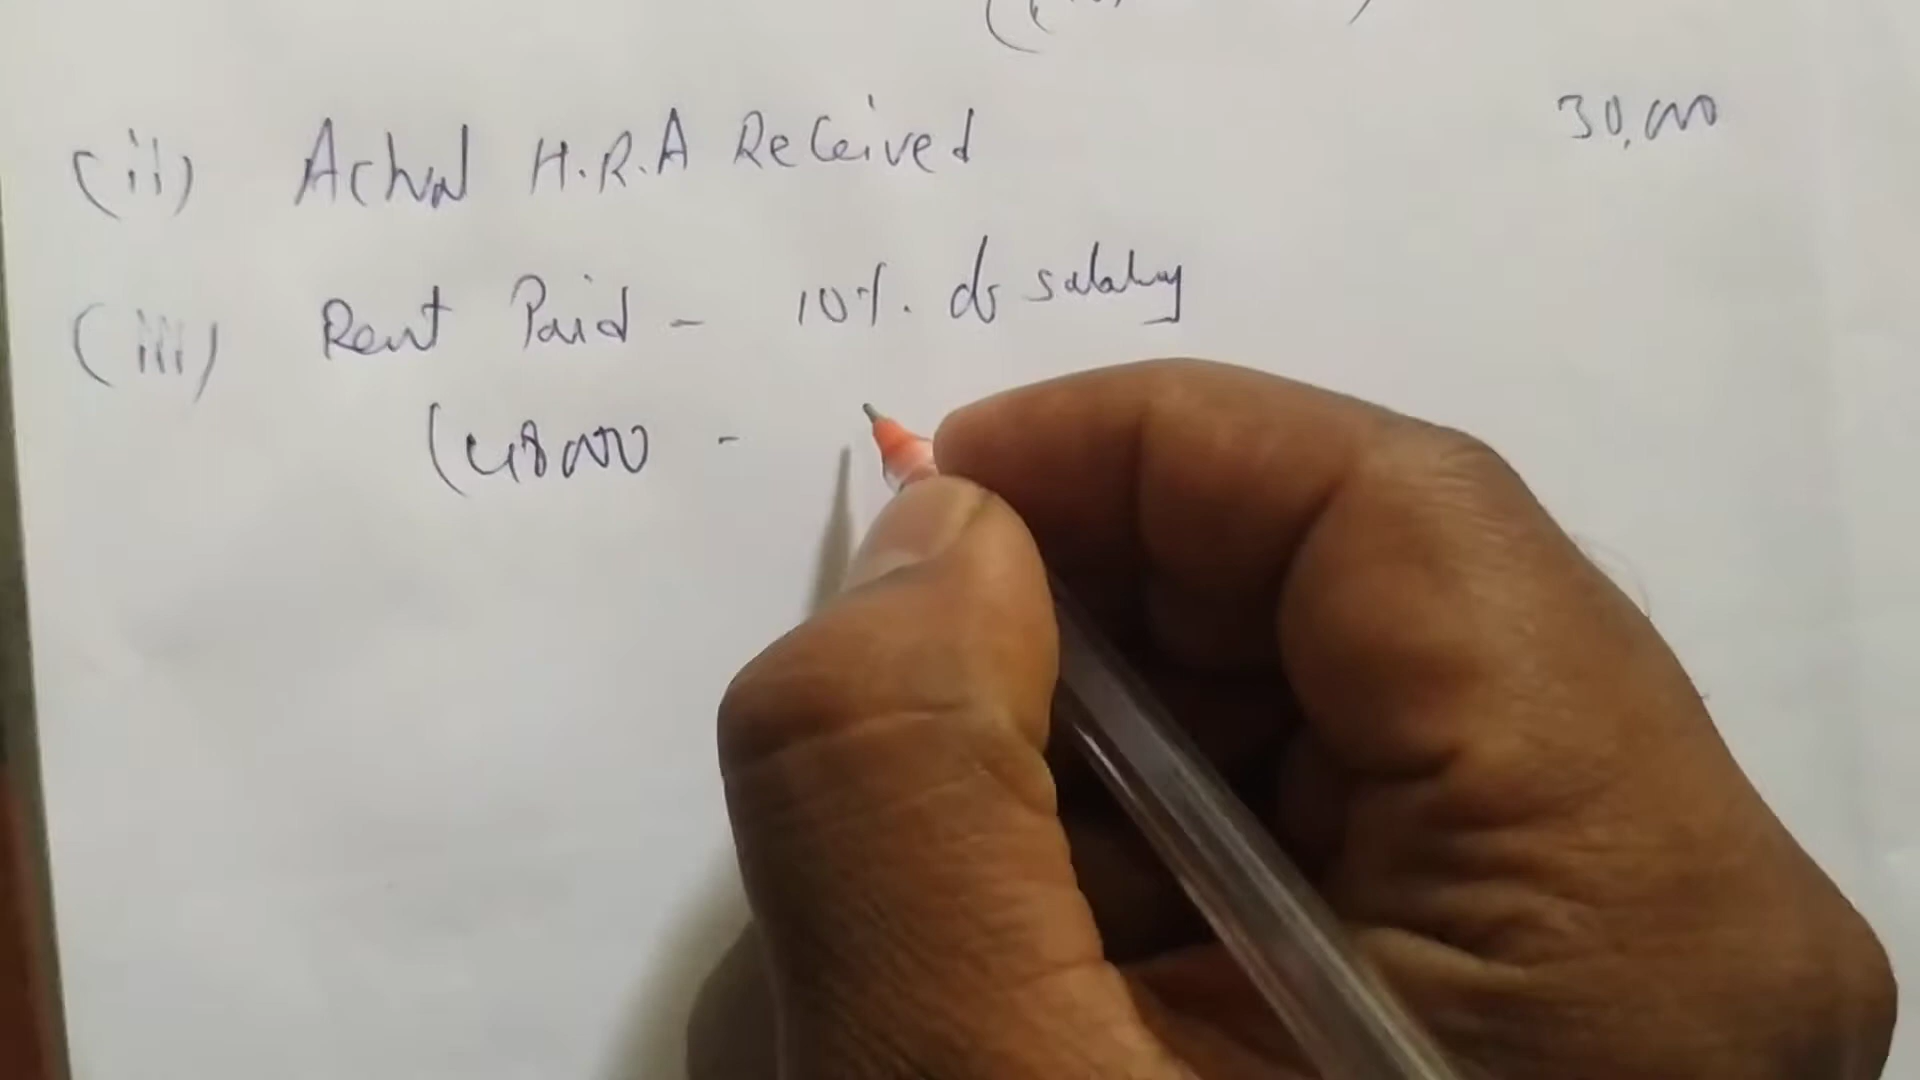 (ii) Actual H.R.A Received 30,000
(iii) Rent Paid - 10%. of salary
(48000 -